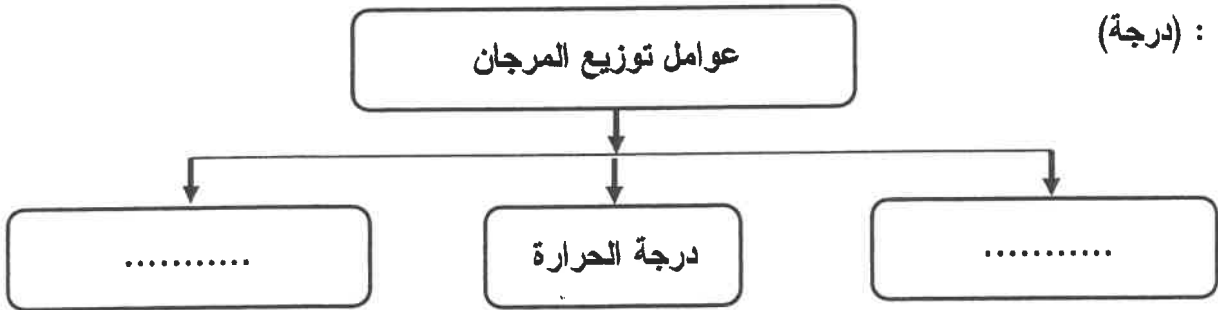 : (درجة)
عوامل توزيع المرجان
...........
درجة الحرارة
...........